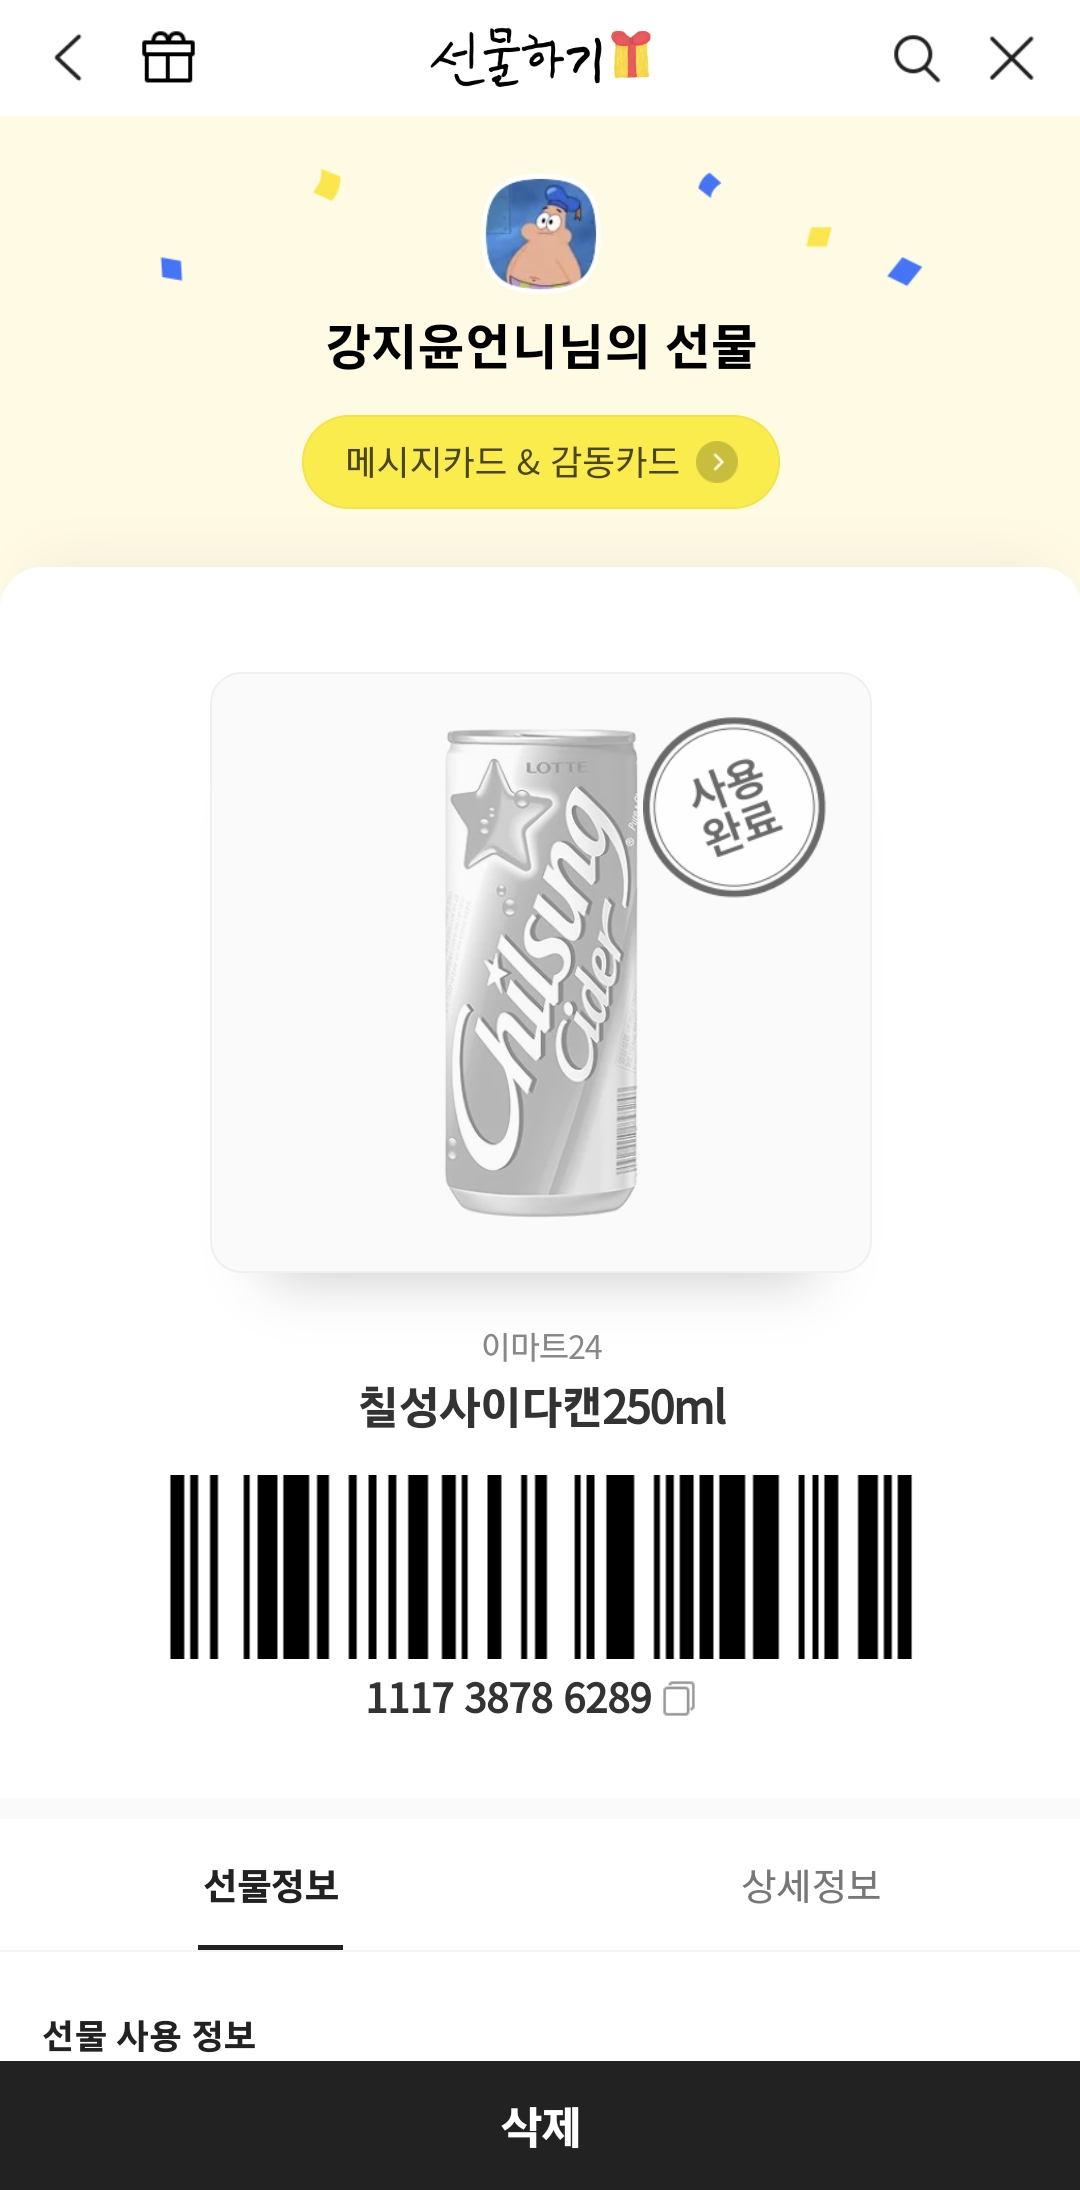 선물하기
강지윤언니님의 선물
메시지카드 & 감동카드
LOTTE
Chilsung
Cider
사용
완료
이마트24
칠성사이다캔250ml
1117 3878 6289
선물정보
상세정보
선물 사용 정보
삭제